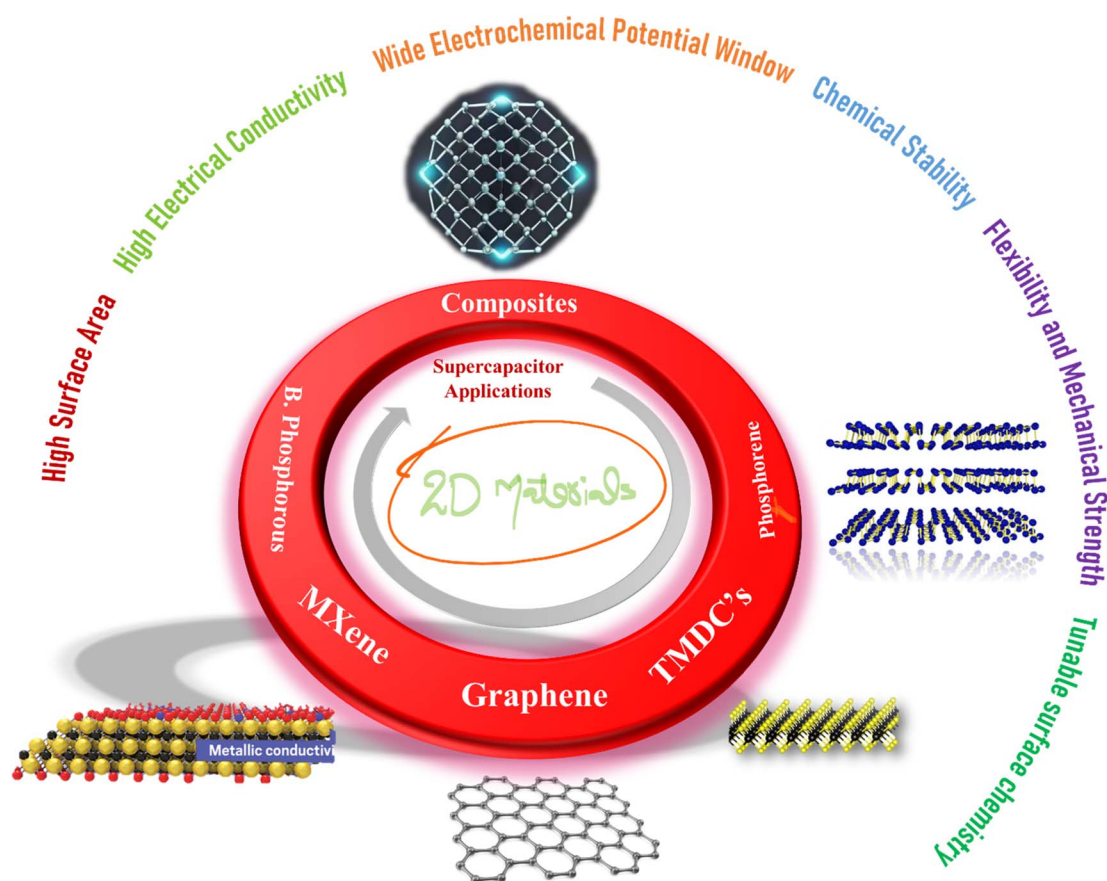 Wide Electrochemical Potential Window
High Electrical Conductivity
Chemical Stability
High Surface Area
Flexibility and Mechanical Strength
Tunable surface chemistry
Composites
Supercapacitor
Applications
2D Materials
B. Phosphorous
Phosphorene
MXene
TMDC's
Graphene
Metallic conductivi